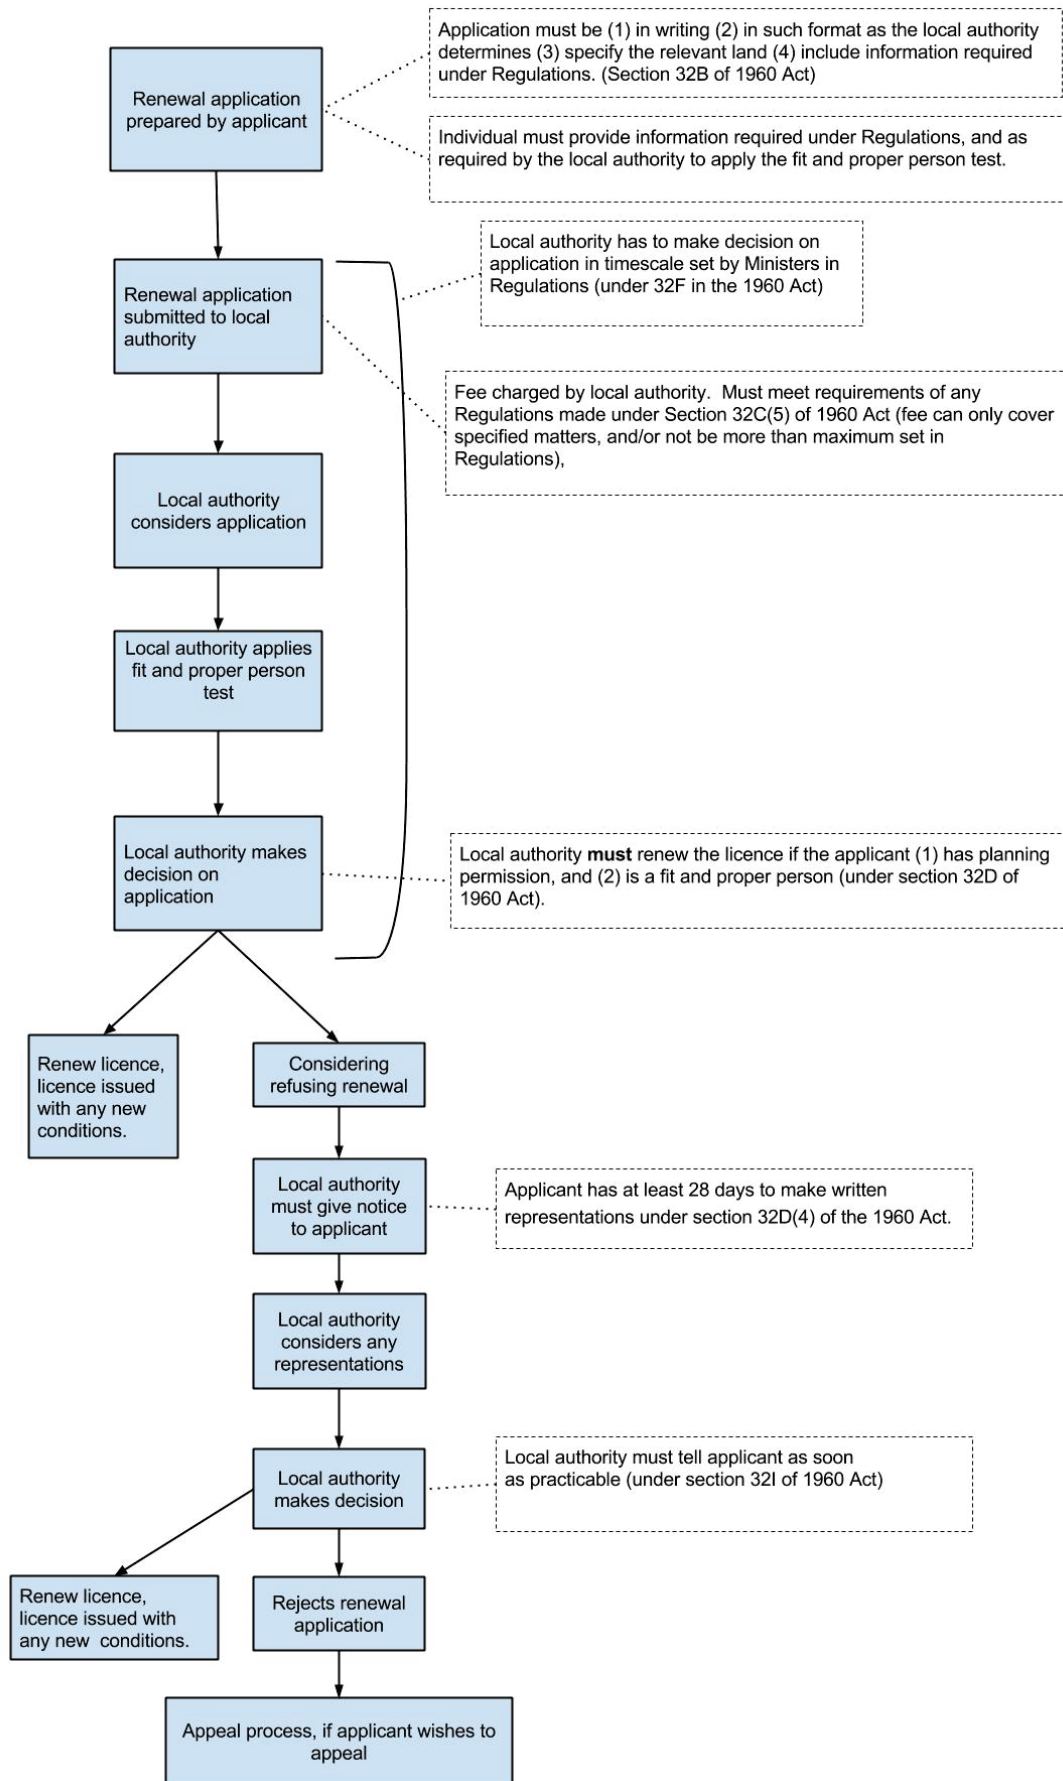 Application must be (1) in writing (2) in such format as the local authority
determines (3) specify the relevant land (4) include information required
under Regulations. (Section 32B of 1960 Act)
Renewal application
prepared by applicant
Individual must provide information required under Regulations, and as
required by the local authority to apply the fit and proper person test.
Local authority has to make decision on
application in timescale set by Ministers in
Regulations (under 32F in the 1960 Act)
Renewal application
submitted to local
authority
Fee charged by local authority.  Must meet requirements of any
Regulations made under Section 32C(5) of 1960 Act (fee can only cover
specified matters, and/or not be more than maximum set in
Regulations),
Local authority
considers application
Local authority applies
fit and proper person
test
Local authority makes
decision on
application
Local authority must renew the licence if the applicant (1) has planning
permission, and (2) is a fit and proper person (under section 32D of
1960 Act).
Renew licence,
licence issued
with any new
conditions.
Considering
refusing renewal
Local authority
must give notice
to applicant
Applicant has at least 28 days to make written
representations under section 32D(4) of the 1960 Act.
Local authority
considers any
representations
Local authority
makes decision
Local authority must tell applicant as soon
as practicable (under section 32I of 1960 Act)
Renew licence,
licence issued with
any new  conditions.
Rejects renewal
application
Appeal process, if applicant wishes to
appeal